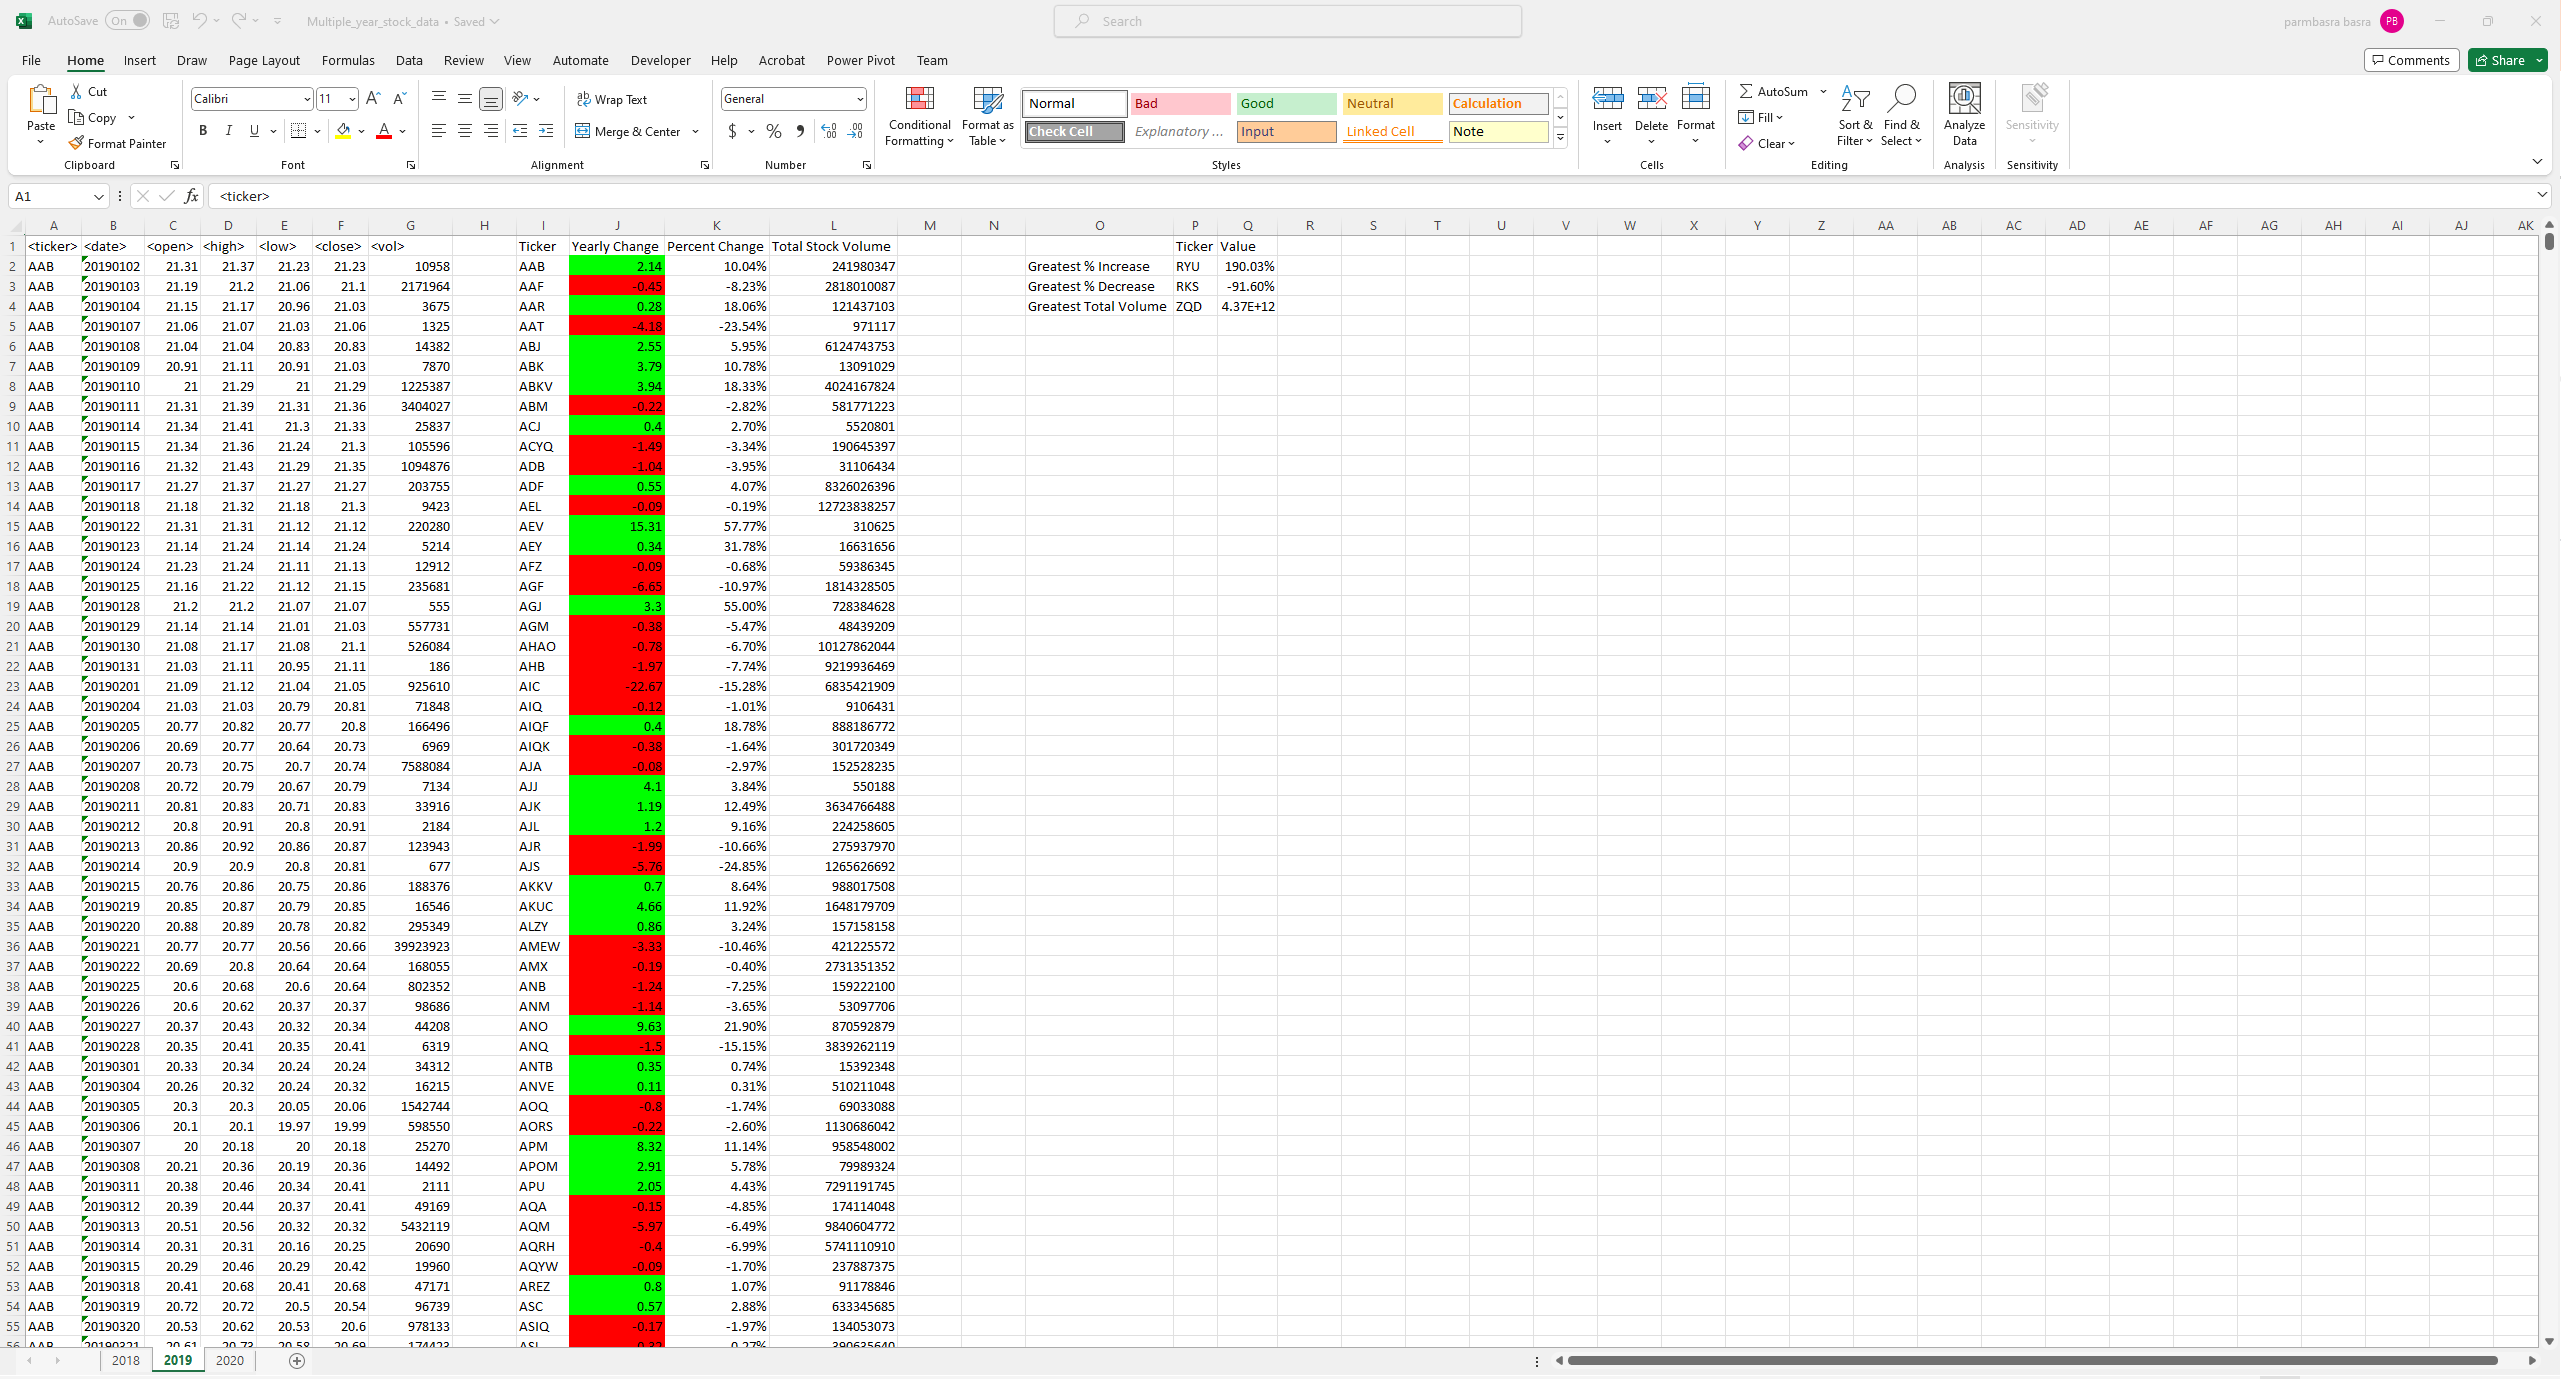 AutoSave On Multiple_year_stock_data • Saved Search parmbasra basra PB
File Home Insert Draw Page Layout Formulas Data Review View Automate Developer Help Acrobat Power Pivot Team Comments Share
Cut Calibri 11 Wrap Text General Normal Bad Good Neutral Calculation AutoSum
Paste Copy Conditional Formatting Format as Table Insert Delete Format Fill Sort & Filter Find & Select Analyze Data Sensitivity
Format Painter B I U Merge & Center $ % Check Cell Explanatory ... Input Linked Cell Note Clear
Clipboard Font Alignment Number Styles Cells Editing Analysis Sensitivity
A1 fx <ticker>
A B C D E F G H I J K L M N O P Q R S T U V W X Y Z AA AB AC AD AE AF AG AH AI AJ AK
1 <ticker> <date> <open> <high> <low> <close> <vol> Ticker Yearly Change Percent Change Total Stock Volume Ticker Value
2 AAB 20190102 21.31 21.37 21.23 21.23 10958 AAB 2.14 10.04% 241980347 Greatest % Increase RYU 190.03%
3 AAB 20190103 21.19 21.2 21.06 21.1 2171964 AAF -0.45 -8.23% 2818010087 Greatest % Decrease RKS -91.60%
4 AAB 20190104 21.15 21.17 20.96 21.03 3675 AAR 0.28 18.06% 121437103 Greatest Total Volume ZQD 4.37E+12
5 AAB 20190107 21.06 21.07 21.03 21.06 1325 AAT -4.18 -23.54% 971117
6 AAB 20190108 21.04 21.04 20.83 20.83 14382 ABJ 2.55 5.95% 6124743753
7 AAB 20190109 20.91 21.11 20.91 21.03 7870 ABK 3.79 10.78% 13091029
8 AAB 20190110 21 21.29 21 21.29 1225387 ABKV 3.94 18.33% 4024167824
9 AAB 20190111 21.31 21.39 21.31 21.36 3404027 ABM -0.22 -2.82% 581771223
10 AAB 20190114 21.34 21.41 21.3 21.33 25837 ACJ 0.4 2.70% 5520801
11 AAB 20190115 21.34 21.36 21.24 21.3 105596 ACYQ -1.49 -3.34% 190645397
12 AAB 20190116 21.32 21.43 21.29 21.35 1094876 ADB -1.04 -3.95% 31106434
13 AAB 20190117 21.27 21.37 21.27 21.27 203755 ADF 0.55 4.07% 8326026396
14 AAB 20190118 21.18 21.32 21.18 21.3 9423 AEL -0.09 -0.19% 12723838257
15 AAB 20190122 21.31 21.31 21.12 21.12 220280 AEV 15.31 57.77% 310625
16 AAB 20190123 21.14 21.24 21.14 21.24 5214 AEY 0.34 31.78% 16631656
17 AAB 20190124 21.23 21.24 21.11 21.13 12912 AFZ -0.09 -0.68% 59386345
18 AAB 20190125 21.16 21.22 21.12 21.15 235681 AGF -6.65 -10.97% 1814328505
19 AAB 20190128 21.2 21.2 21.07 21.07 555 AGJ 3.3 55.00% 728384628
20 AAB 20190129 21.14 21.14 21.01 21.03 557731 AGM -0.38 -5.47% 48439209
21 AAB 20190130 21.08 21.17 21.08 21.1 526084 AHAO -0.78 -6.70% 10127862044
22 AAB 20190131 21.03 21.11 20.95 21.11 186 AHB -1.97 -7.74% 9219936469
23 AAB 20190201 21.09 21.12 21.04 21.05 925610 AIC -22.67 -15.28% 6835421909
24 AAB 20190204 21.03 21.03 20.79 20.81 71848 AIQ -0.12 -1.01% 9106431
25 AAB 20190205 20.77 20.82 20.77 20.8 166496 AIQF 0.4 18.78% 888186772
26 AAB 20190206 20.69 20.77 20.64 20.73 6969 AIQK -0.38 -1.64% 301720349
27 AAB 20190207 20.73 20.75 20.7 20.74 7588084 AJA -0.08 -2.97% 152528235
28 AAB 20190208 20.72 20.79 20.67 20.79 7134 AJJ 4.1 3.84% 550188
29 AAB 20190211 20.81 20.83 20.71 20.83 33916 AJK 1.19 12.49% 3634766488
30 AAB 20190212 20.8 20.91 20.8 20.91 2184 AJL 1.2 9.16% 224258605
31 AAB 20190213 20.86 20.92 20.86 20.87 123943 AJR -1.99 -10.66% 275937970
32 AAB 20190214 20.9 20.9 20.8 20.81 677 AJS -5.76 -24.85% 1265626692
33 AAB 20190215 20.76 20.86 20.75 20.86 188376 AKKV 0.7 8.64% 988017508
34 AAB 20190219 20.85 20.87 20.79 20.85 16546 AKUC 4.66 11.92% 1648179709
35 AAB 20190220 20.88 20.89 20.78 20.82 295349 ALZY 0.86 3.24% 157158158
36 AAB 20190221 20.77 20.77 20.56 20.66 39923923 AMEW -3.33 -10.46% 421225572
37 AAB 20190222 20.69 20.8 20.64 20.64 168055 AMX -0.19 -0.40% 2731351352
38 AAB 20190225 20.6 20.68 20.6 20.64 802352 ANB -1.24 -7.25% 159222100
39 AAB 20190226 20.6 20.62 20.37 20.37 98686 ANM -1.14 -3.65% 53097706
40 AAB 20190227 20.37 20.43 20.32 20.34 44208 ANO 9.63 21.90% 870592879
41 AAB 20190228 20.35 20.41 20.35 20.41 6319 ANQ -1.5 -15.15% 3839262119
42 AAB 20190301 20.33 20.34 20.24 20.24 34312 ANTB 0.35 0.74% 15392348
43 AAB 20190304 20.26 20.32 20.24 20.32 16215 ANVE 0.11 0.31% 510211048
44 AAB 20190305 20.3 20.3 20.05 20.06 1542744 AOQ -0.8 -1.74% 69033088
45 AAB 20190306 20.1 20.1 19.97 19.99 598550 AORS -0.22 -2.60% 1130686042
46 AAB 20190307 20 20.18 20 20.18 25270 APM 8.32 11.14% 958548002
47 AAB 20190308 20.21 20.36 20.19 20.36 14492 APOM 2.91 5.78% 79989324
48 AAB 20190311 20.38 20.46 20.34 20.41 2111 APU 2.05 4.43% 7291191745
49 AAB 20190312 20.39 20.44 20.37 20.41 49169 AQA -0.15 -4.85% 174114048
50 AAB 20190313 20.51 20.56 20.32 20.32 5432119 AQM -5.97 -6.49% 9840604772
51 AAB 20190314 20.31 20.31 20.16 20.25 20690 AQRH -0.4 -6.99% 5741110910
52 AAB 20190315 20.29 20.46 20.29 20.42 19960 AQYW -0.09 -1.70% 237887375
53 AAB 20190318 20.41 20.68 20.41 20.68 47171 AREZ 0.8 1.07% 91178846
54 AAB 20190319 20.72 20.72 20.5 20.54 96739 ASC 0.57 2.88% 633345685
55 AAB 20190320 20.53 20.62 20.53 20.6 978133 ASIQ -0.17 -1.97% 134053073
2018 2019 2020